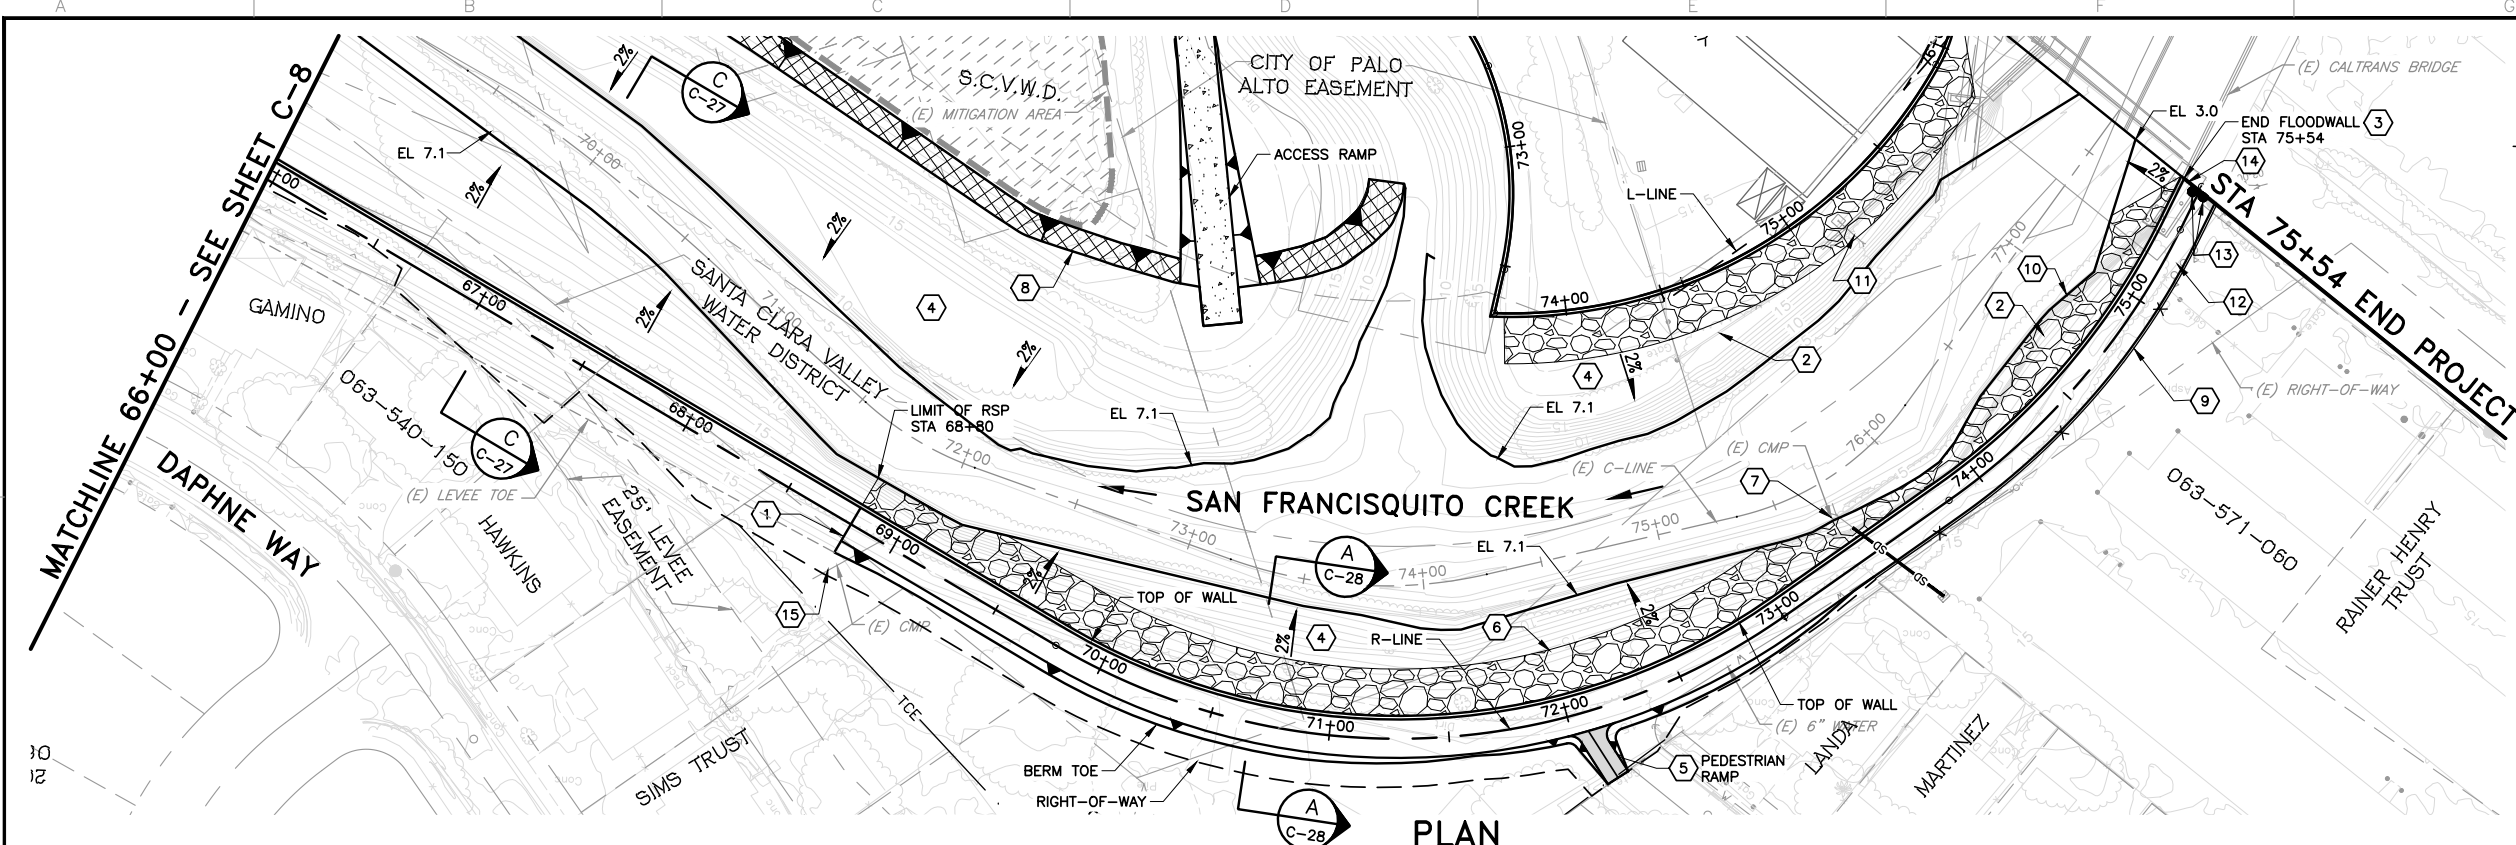 A
B
C
D
E
F
G
MATCHLINE 66+00 - SEE SHEET C-8
2%
C
C-27
S.C.V.W.D.
(E) MITIGATION AREA
CITY OF PALO
ALTO EASEMENT
ACCESS RAMP
EL 7.1
2%
70+00
2%
+00
67+00
GAMINO
063-540-150
DAPHNE WAY
SANTA CLARA VALLEY
WATER DISTRICT
71+00
2%
4
8
2%
68+00
C
C-27
(E) LEVEE TOE
HAWKINS
25' LEVEE
EASEMENT
LIMIT OF RSP
STA 68+80
72+00
EL 7.1
73+00
L-LINE
75+00
74+00
11
2
4
2%
EL 7.1
(E) CALTRANS BRIDGE
EL 3.0
END FLOODWALL
STA 75+54
3
14
2%
STA 75+54 END PROJECT
13
12
77+00
10
2
75+00
(E) RIGHT-OF-WAY
9
76+00
(E) CMP
(E) C-LINE
7
74+00
SAN FRANCISQUITO CREEK
73+00
75+00
74+00
A
C-28
EL 7.1
1
69+00
15
(E) CMP
2%
TOP OF WALL
70+00
2%
4
R-LINE
6
2%
73+00
SD
SD
063-571-060
RAINER HENRY
TRUST
TCE
SIMS TRUST
71+00
72+00
TOP OF WALL
(E) 6" WATER
LANDA
MARTINEZ
BERM TOE
RIGHT-OF-WAY
5
PEDESTRIAN
RAMP
A
C-28
PLAN